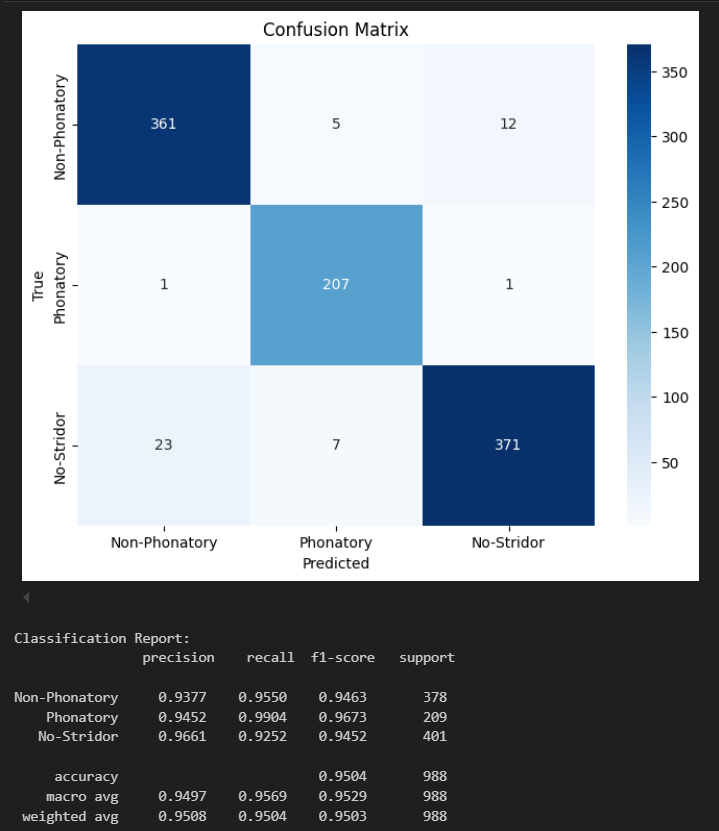 Confusion Matrix
Non-Phonatory
361 5 12
350
300
250
True
Phonatory
1 207 1
200
150
100
No-Stridor
23 7 371
50
Non-Phonatory Phonatory No-Stridor
Predicted
Classification Report:
precision recall f1-score support
Non-Phonatory 0.9377 0.9550 0.9463 378
Phonatory 0.9452 0.9904 0.9673 209
No-Stridor 0.9661 0.9252 0.9452 401
accuracy 0.9504 988
macro avg 0.9497 0.9569 0.9529 988
weighted avg 0.9508 0.9504 0.9503 988